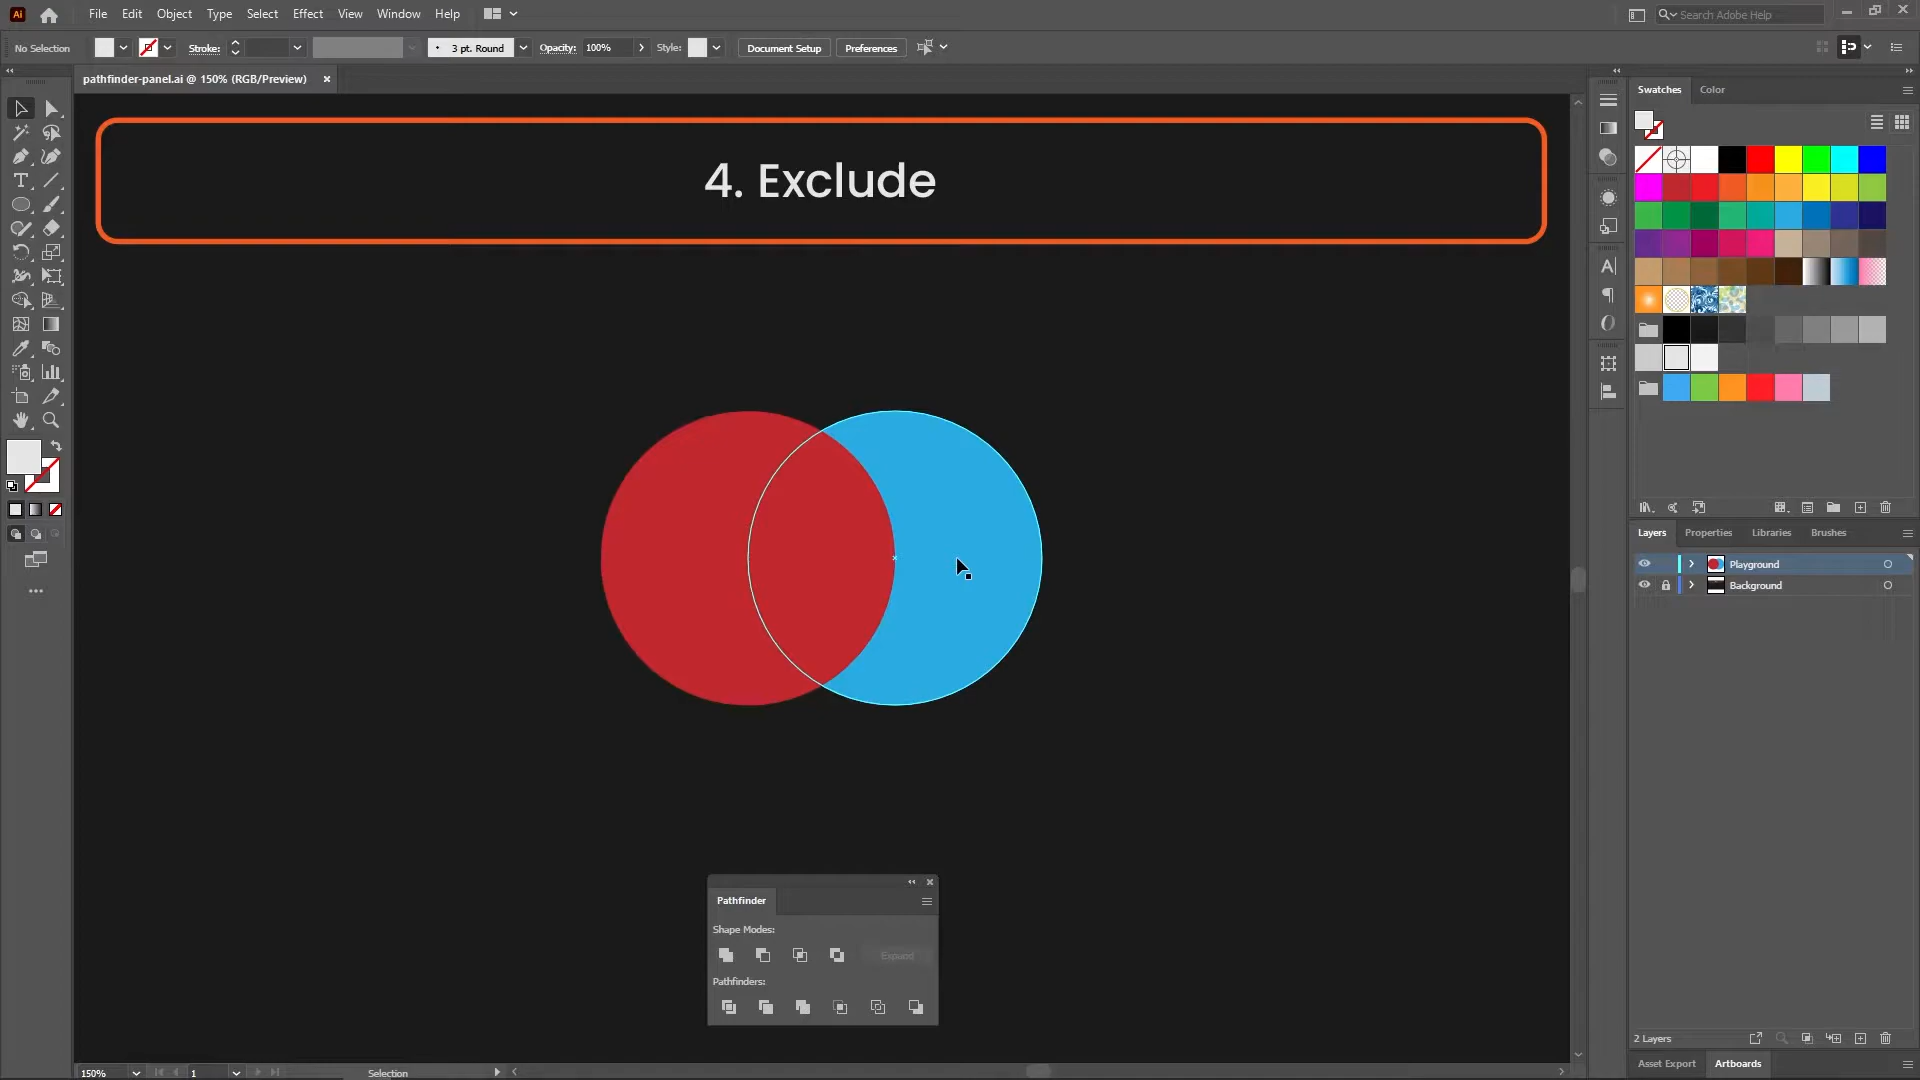 Ai
File Edit Object Type Select Effect View Window Help
Search Adobe Help
No Selection
Stroke:
3 pt. Round
Opacity: 100%
Style:
Document Setup
Preferences
pathfinder-panel.ai @ 150% (RGB/Preview)
Swatches Color
4. Exclude
Layers Properties Libraries Brushes
Playground
Background
Pathfinder
Shape Modes:
Expand
Pathfinders:
2 Layers
Asset Export Artboards
150%
1
Selection